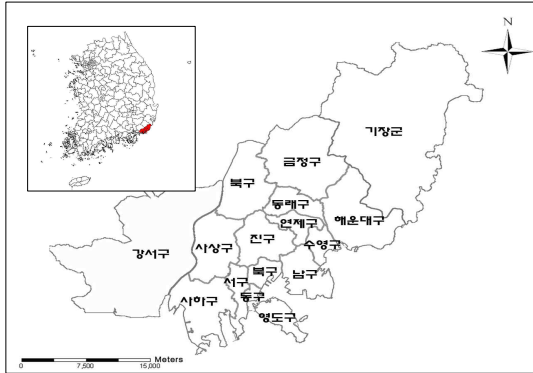 N
기장군
금정구
북구
동래구
연제구
해운대구
수영구
진구
사상구
강서구
북구
남구
서구
동구
사하구
영도구
Meters
0 7,500 15,000